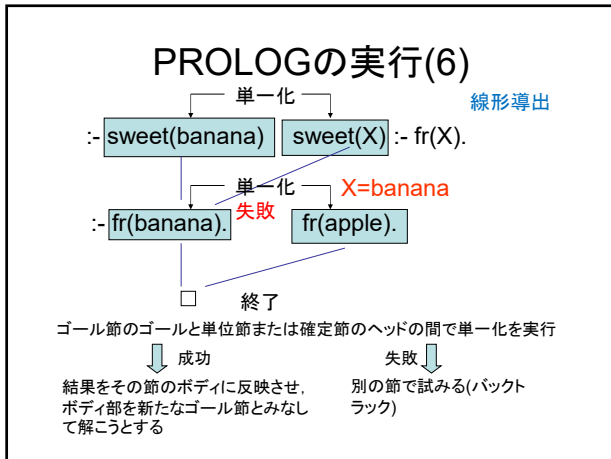 PROLOGの実行(6)
単一化
線形導出
:- sweet(banana) sweet(X) :- fr(X).
単一化 X=banana
失敗
:- fr(banana). fr(apple).
□ 終了
ゴール節のゴールと単位節または確定節のヘッドの間で単一化を実行
成功 失敗
結果をその節のボディに反映させ,
ボディ部を新たなゴール節とみなし
て解こうとする
別の節で試みる(バックト
ラック)